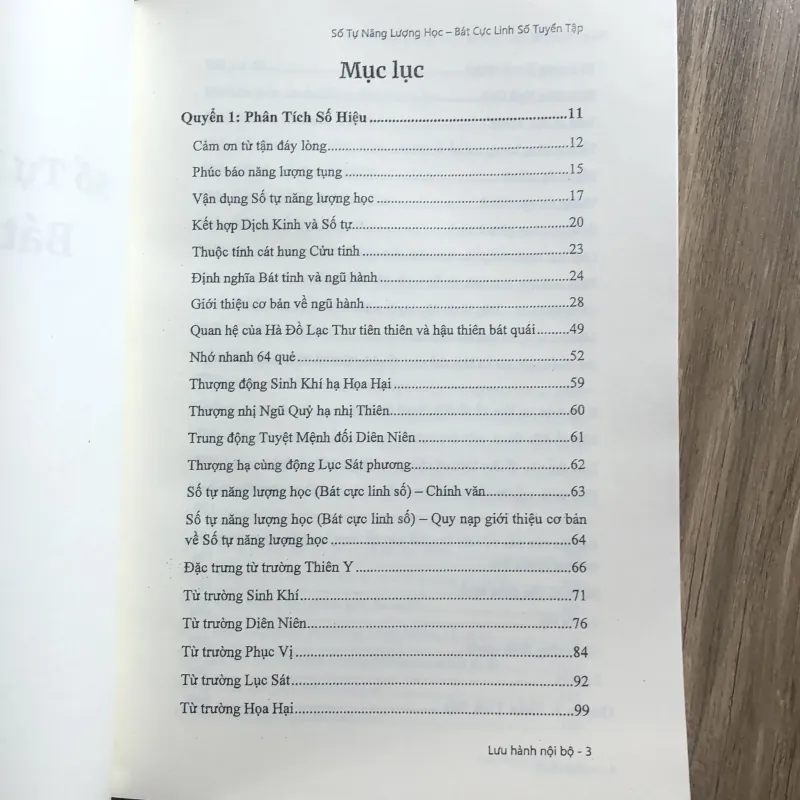 Số Tự Năng Lượng Học – Bát Cực Linh Số Tuyển Tập
Mục lục
Quyển 1: Phân Tích Số Hiệu....................................................11
Cảm ơn từ tận đáy lòng............................................................12
Phúc báo năng lượng tụng........................................................15
Vận dụng Số tự năng lượng học................................................17
Kết hợp Dịch Kinh và Số tự......................................................20
Thuộc tính cát hung Cửu tinh...................................................23
Định nghĩa Bát tinh và ngũ hành...............................................24
Giới thiệu cơ bản về ngũ hành..................................................28
Quan hệ của Hà Đồ Lạc Thư tiên thiên và hậu thiên bát quái........49
Nhớ nhanh 64 quẻ....................................................................52
Thượng động Sinh Khí hạ Họa Hại............................................59
Thượng nhị Ngũ Quỷ hạ nhị Thiên............................................60
Trung động Tuyệt Mệnh đối Diên Niên......................................61
Thượng hạ cùng động Lục Sát phương.......................................62
Số tự năng lượng học (Bát cực linh số) – Chính văn....................63
Số tự năng lượng học (Bát cực linh số) – Quy nạp giới thiệu cơ bản
về Số tự năng lượng học...........................................................64
Đặc trưng từ trường Thiên Y.....................................................66
Từ trường Sinh Khí..................................................................71
Từ trường Diên Niên................................................................76
Từ trường Phục Vị...................................................................84
Từ trường Lục Sát....................................................................92
Từ trường Họa Hại...................................................................99
Lưu hành nội bộ - 3